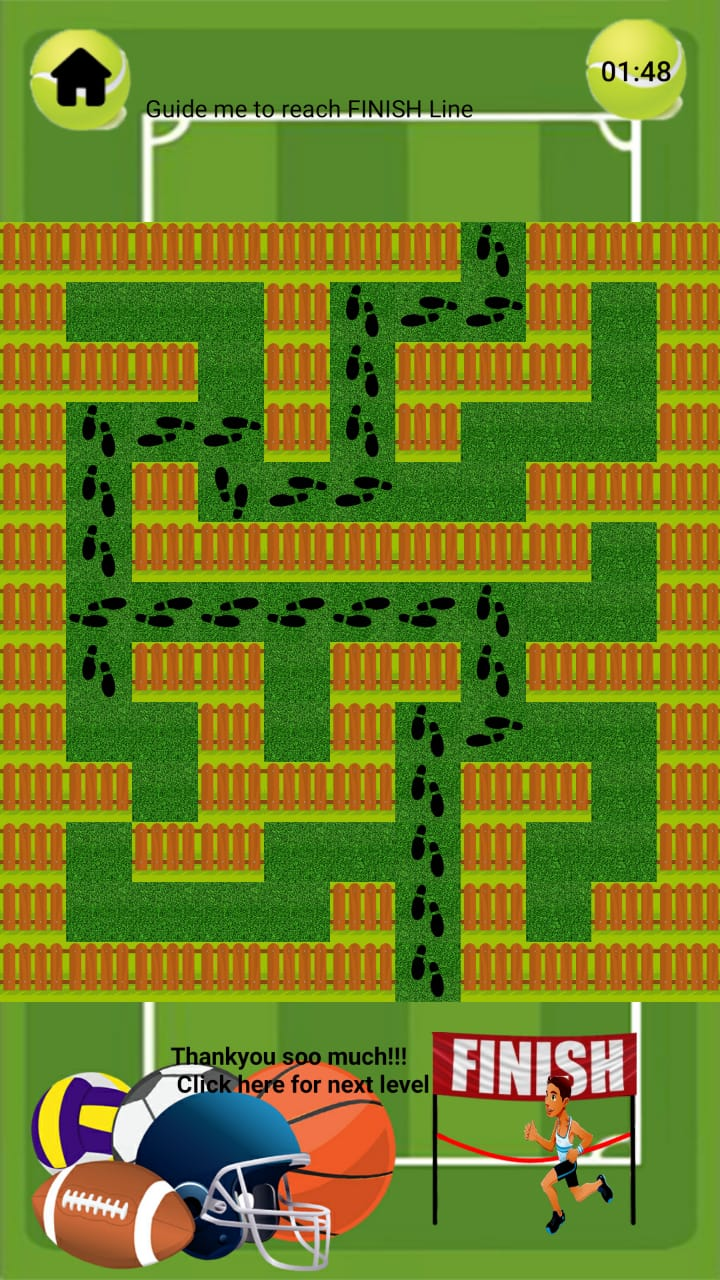 01:48
Guide me to reach FINISH Line
Thankyou soo much!!!
Click here for next level
FINISH